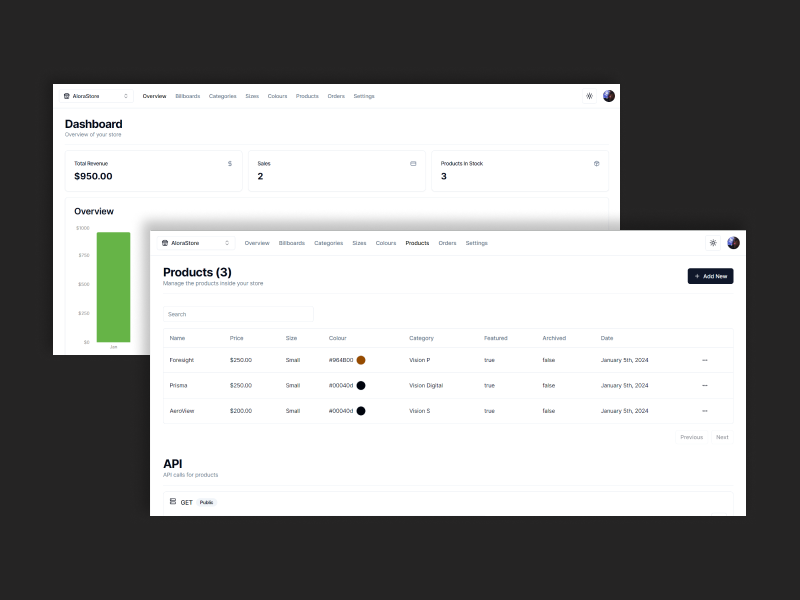 AloraStore Overview Billboards Categories Sizes Colours Products Orders Settings
Dashboard
Overview of your store
Total Revenue $
$950.00
Sales
2
Products In Stock
3
Overview
$1000
$750
$500
$250
$0
Jan
AloraStore Overview Billboards Categories Sizes Colours Products Orders Settings
Products (3)
Manage the products inside your store
+ Add New
Search
Name Price Size Colour Category Featured Archived Date
Foresight $250.00 Small #964B00 Vision P true false January 5th, 2024 ...
Prisma $250.00 Small #00040d Vision Digital true false January 5th, 2024 ...
AeroView $200.00 Small #00040d Vision S true false January 5th, 2024 ...
Previous Next
API
API calls for products
GET Public